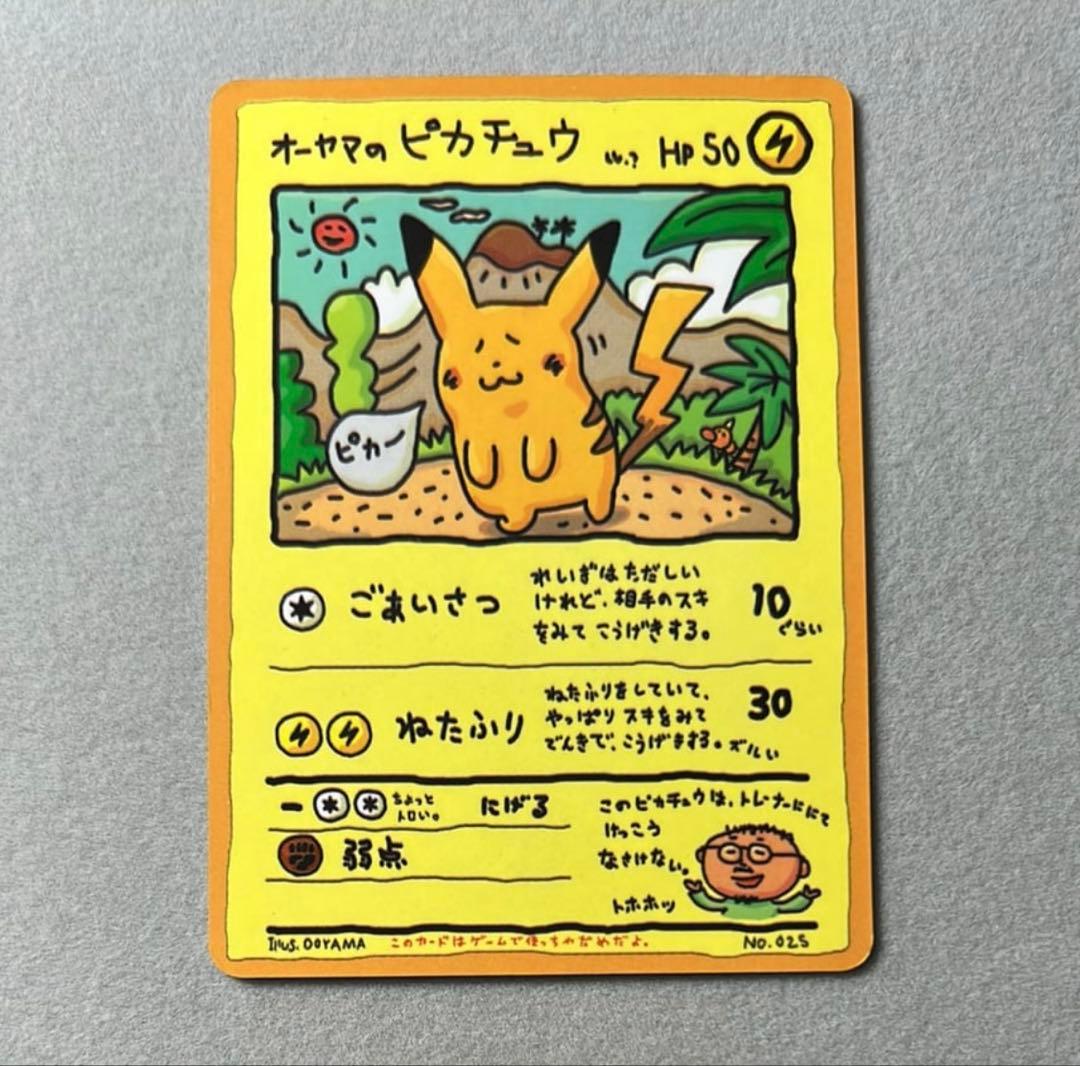 オーヤマの ピカチュウ LV.? HP 50
ピカー
ごあいさつ
れいぎはただしい
けれど、相手のスキ
をみて こうげきする。
10
ぐらい
ねたふり
ねたふりをしていて、
やっぱり スキをみて
でんきで、こうげきする。ズルい
30
ちょっと
トロい。
にげる
弱点
このピカチュウは、トレーナーににて
けっこう
なさけない。
トホホッ
Illus. OOYAMA このカードはゲームで使っちゃだめだよ。 No. 025